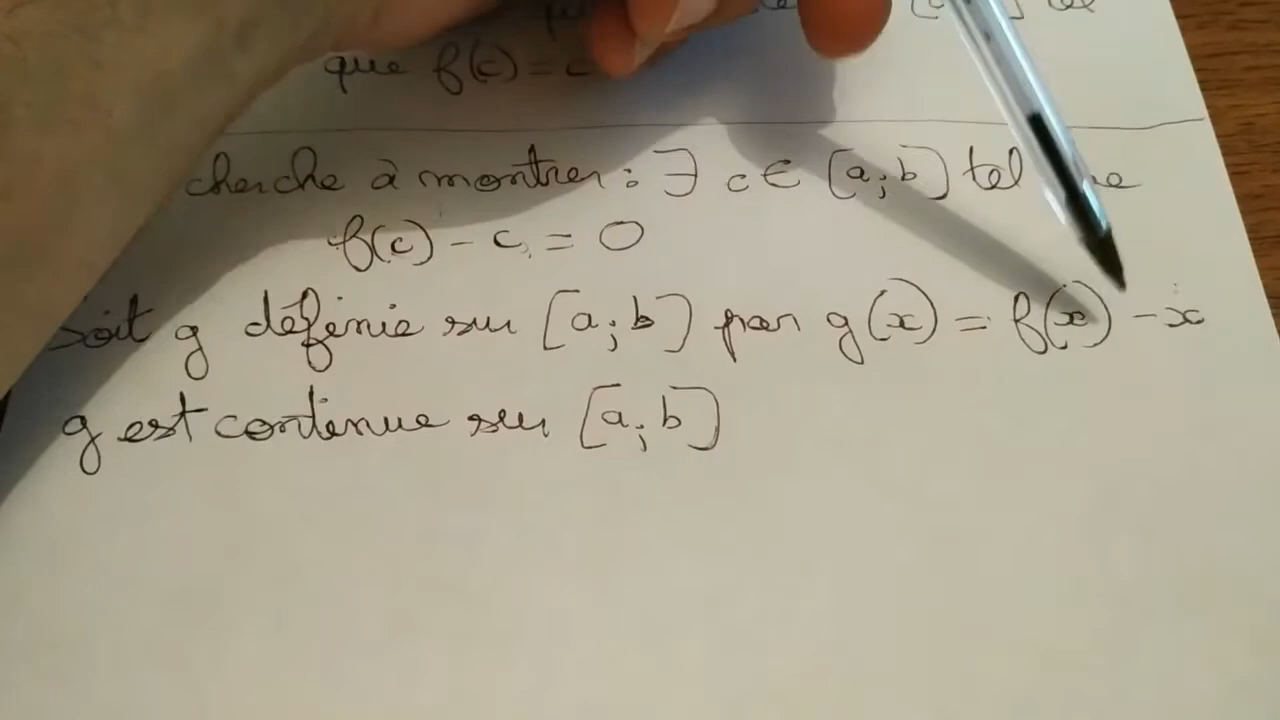 que f(c) = c
cherche à montrer : ∃ c ∈ [a;b] tel
f(c) - c = 0
Soit g définie sur [a;b] par g(x) = f(x) - x
g est continue sur [a;b]